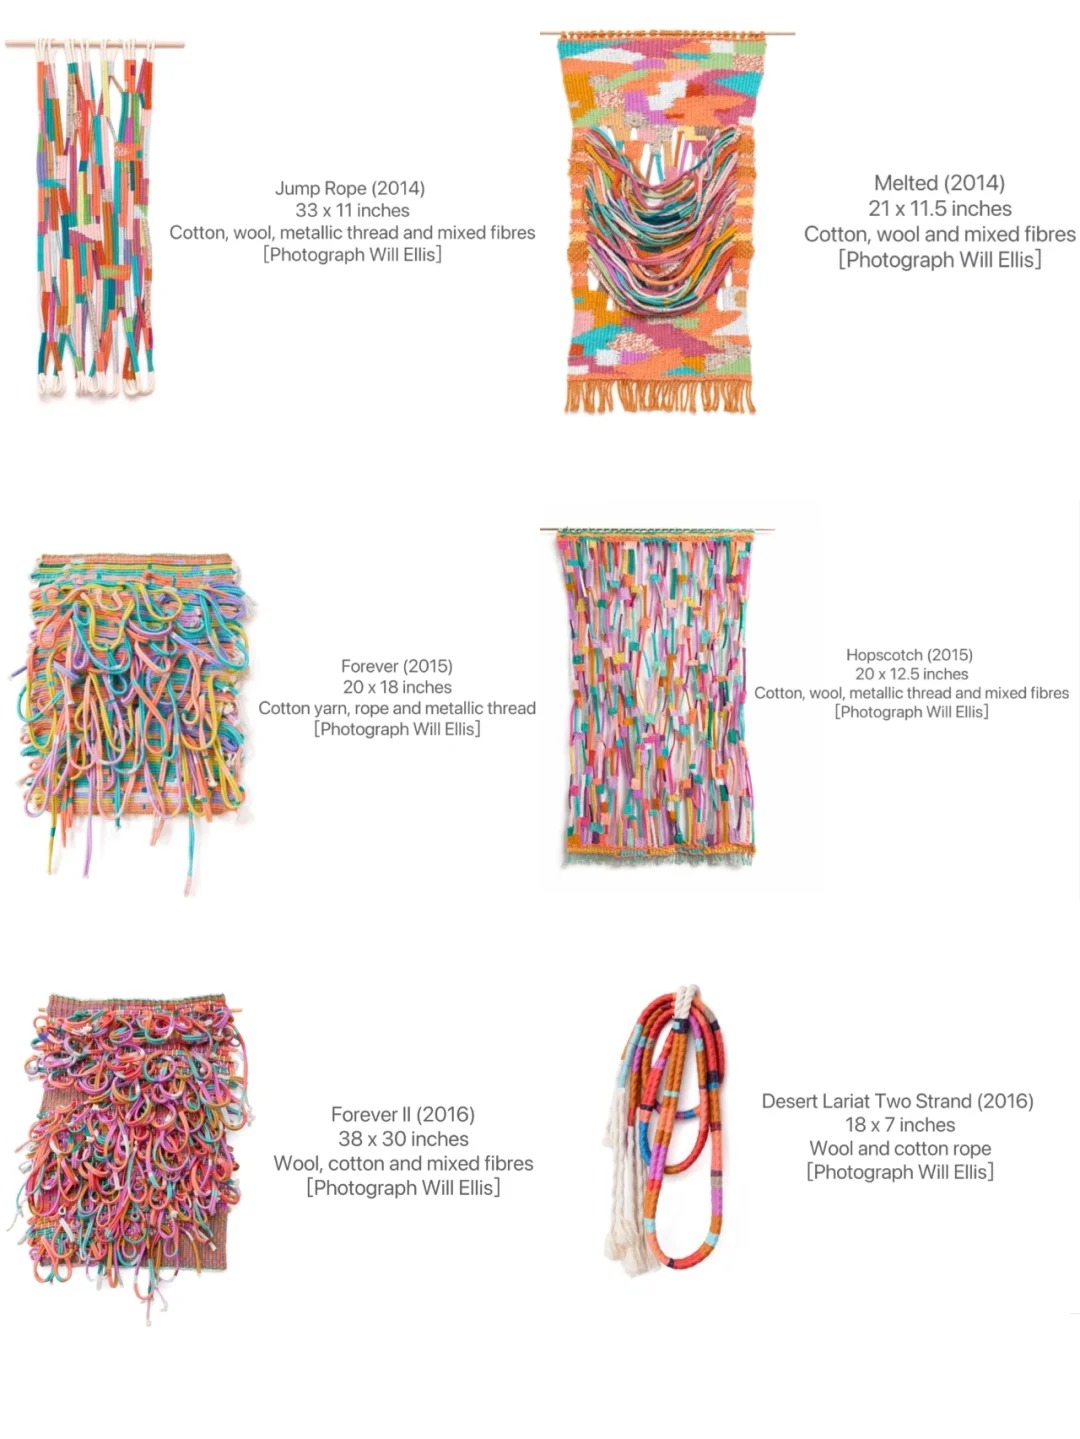 Jump Rope (2014)
33 x 11 inches
Cotton, wool, metallic thread and mixed fibres
[Photograph Will Ellis]
Melted (2014)
21 x 11.5 inches
Cotton, wool and mixed fibres
[Photograph Will Ellis]
Forever (2015)
20 x 18 inches
Cotton yarn, rope and metallic thread
[Photograph Will Ellis]
Hopscotch (2015)
20 x 12.5 inches
Cotton, wool, metallic thread and mixed fibres
[Photograph Will Ellis]
Forever II (2016)
38 x 30 inches
Wool, cotton and mixed fibres
[Photograph Will Ellis]
Desert Lariat Two Strand (2016)
18 x 7 inches
Wool and cotton rope
[Photograph Will Ellis]